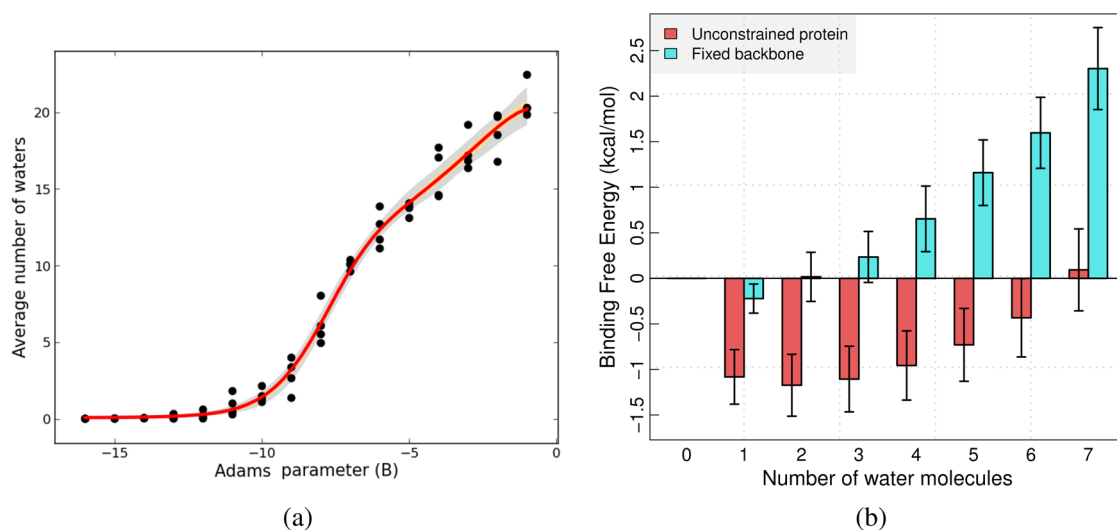 Average number of waters
20
15
10
5
0
−15
−10
−5
0
Adams parameter (B)
(a)
Unconstrained protein
Fixed backbone
Binding Free Energy (kcal/mol)
2.5
2
1.5
1
0.5
0
−0.5
−1
−1.5
0 1 2 3 4 5 6 7
Number of water molecules
(b)